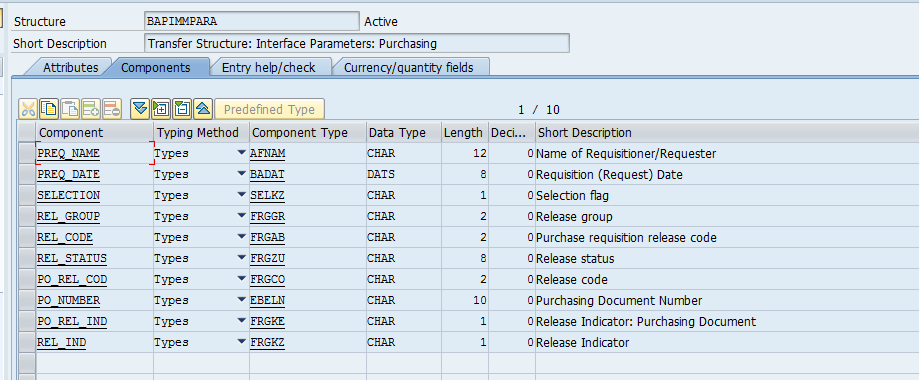 Structure BAPIMMPARA Active
Short Description Transfer Structure: Interface Parameters: Purchasing
Attributes Components Entry help/check Currency/quantity fields
Predefined Type 1 / 10
Component Typing Method Component Type Data Type Length Deci... Short Description
PREQ_NAME Types AFNAM CHAR 12 0 Name of Requisitioner/Requester
PREQ_DATE Types BADAT DATS 8 0 Requisition (Request) Date
SELECTION Types SELKZ CHAR 1 0 Selection flag
REL_GROUP Types FRGGR CHAR 2 0 Release group
REL_CODE Types FRGAB CHAR 2 0 Purchase requisition release code
REL_STATUS Types FRGZU CHAR 8 0 Release status
PO_REL_COD Types FRGCO CHAR 2 0 Release code
PO_NUMBER Types EBELN CHAR 10 0 Purchasing Document Number
PO_REL_IND Types FRGKE CHAR 1 0 Release Indicator: Purchasing Document
REL_IND Types FRGKZ CHAR 1 0 Release Indicator